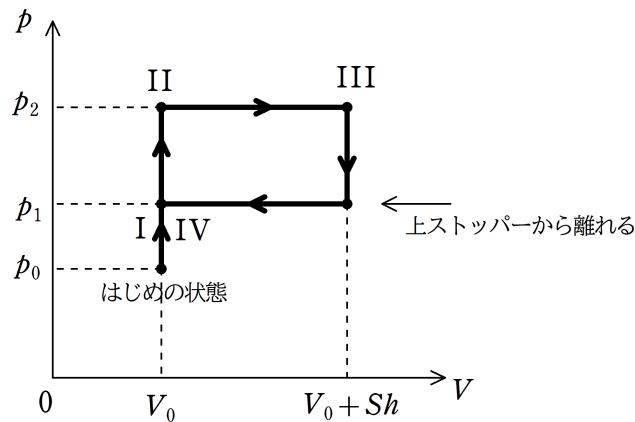 p
II
III
p₂
p₁
I
IV
上ストッパーから離れる
p₀
はじめの状態
0
V₀
V₀ + Sh
V